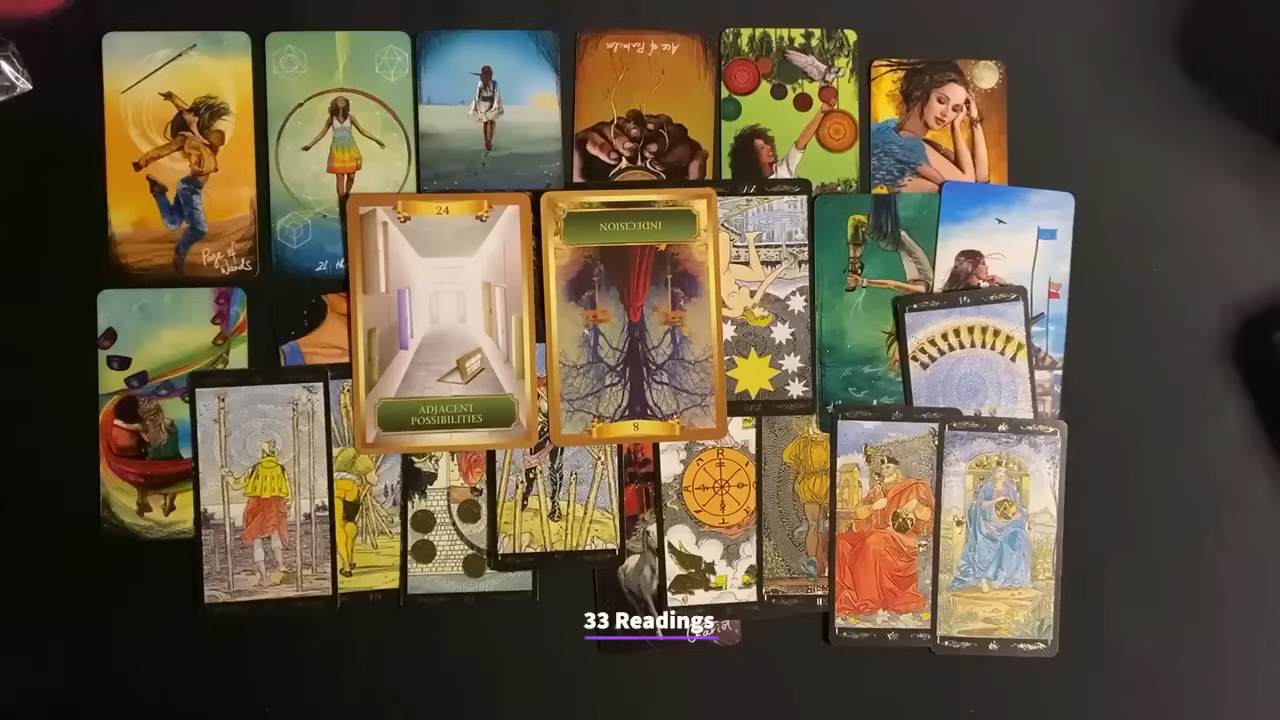 Ace of Pentacles
Page of
Wands
24
INDECISION
ADJACENT
POSSIBILITIES
8
33 Readings